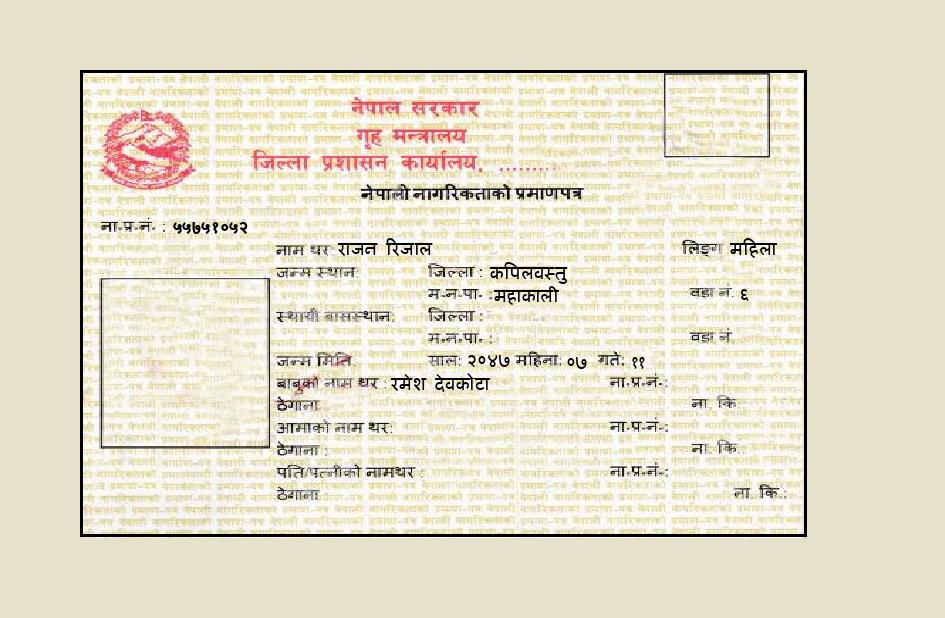 नेपाल सरकार
गृह मन्त्रालय
जिल्ला प्रशासन कार्यालय, .........
नेपाली नागरिकताको प्रमाणपत्र
ना.प्र.नं. : ५५७५१०५२
नाम थर: राजन रिजाल लिङ्ग: महिला
जन्म स्थान: जिल्ला : कपिलवस्तु
म.न.पा. : महाकाली वडा नं. ६
स्थायी बासस्थान: जिल्ला :
म.न.पा. : वडा नं
जन्म मिति: साल: २०४७ महिना: ०७ गते: ११
बाबुको नाम थर : रमेश देवकोटा ना.प्र.नं.:
ठेगाना: ना. कि.:
आमाको नाम थर: ना.प्र.नं.:
ठेगाना : ना. कि.:
पति/पत्नीको नामथर : ना.प्र.नं.:
ठेगाना : ना. कि.: